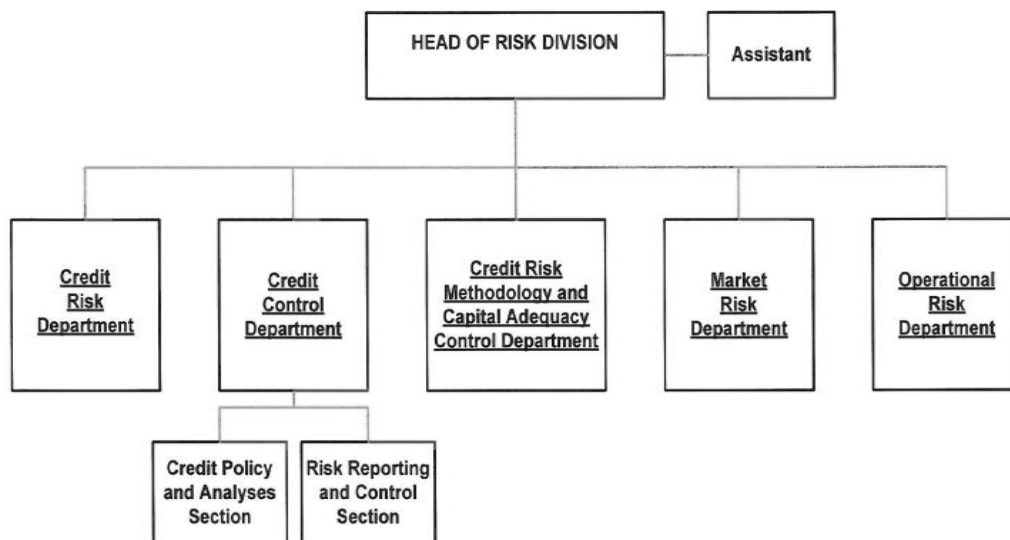 HEAD OF RISK DIVISION
Assistant
Credit
Risk
Department
Credit
Control
Department
Credit Risk
Methodology and
Capital Adequacy
Control Department
Market
Risk
Department
Operational
Risk
Department
Credit Policy
and Analyses
Section
Risk Reporting
and Control
Section